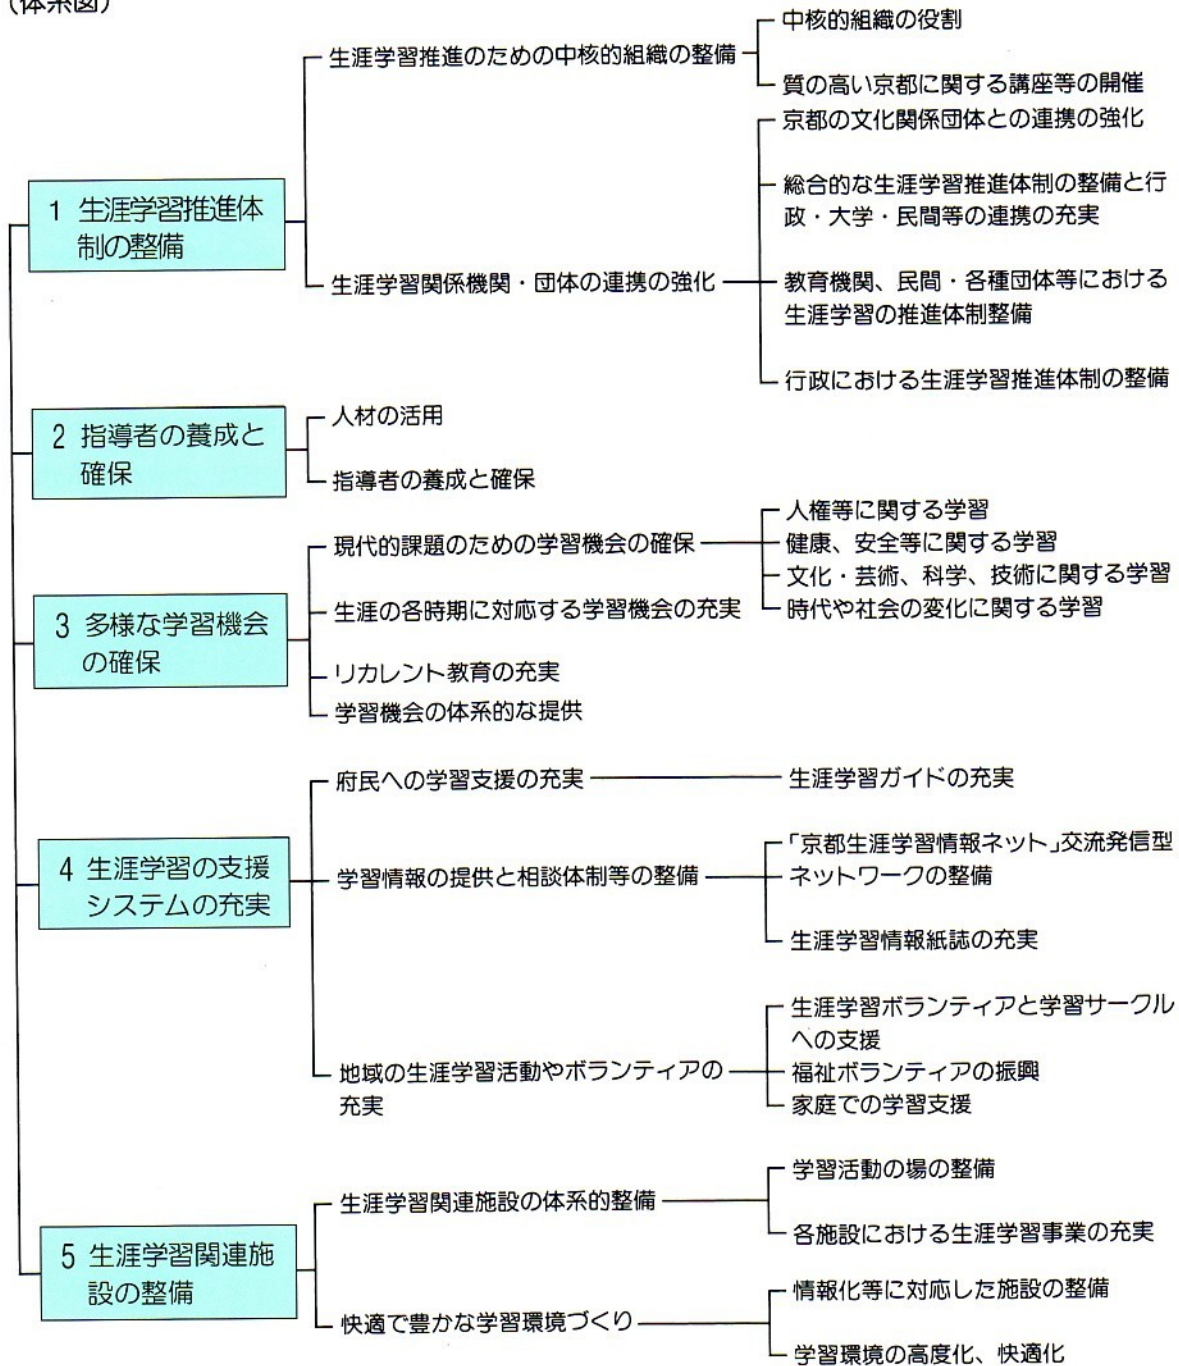 （体系図）
1 生涯学習推進体
制の整備
生涯学習推進のための中核的組織の整備
中核的組織の役割
質の高い京都に関する講座等の開催
生涯学習関係機関・団体の連携の強化
京都の文化関係団体との連携の強化
総合的な生涯学習推進体制の整備と行
政・大学・民間等の連携の充実
教育機関、民間・各種団体等における
生涯学習の推進体制整備
行政における生涯学習推進体制の整備
2 指導者の養成と
確保
人材の活用
指導者の養成と確保
3 多様な学習機会
の確保
現代的課題のための学習機会の確保
人権等に関する学習
健康、安全等に関する学習
文化・芸術、科学、技術に関する学習
時代や社会の変化に関する学習
生涯の各時期に対応する学習機会の充実
リカレント教育の充実
学習機会の体系的な提供
4 生涯学習の支援
システムの充実
府民への学習支援の充実
生涯学習ガイドの充実
学習情報の提供と相談体制等の整備
「京都生涯学習情報ネット」交流発信型
ネットワークの整備
生涯学習情報紙誌の充実
地域の生涯学習活動やボランティアの
充実
生涯学習ボランティアと学習サークル
への支援
福祉ボランティアの振興
家庭での学習支援
5 生涯学習関連施
設の整備
生涯学習関連施設の体系的整備
学習活動の場の整備
各施設における生涯学習事業の充実
快適で豊かな学習環境づくり
情報化等に対応した施設の整備
学習環境の高度化、快適化